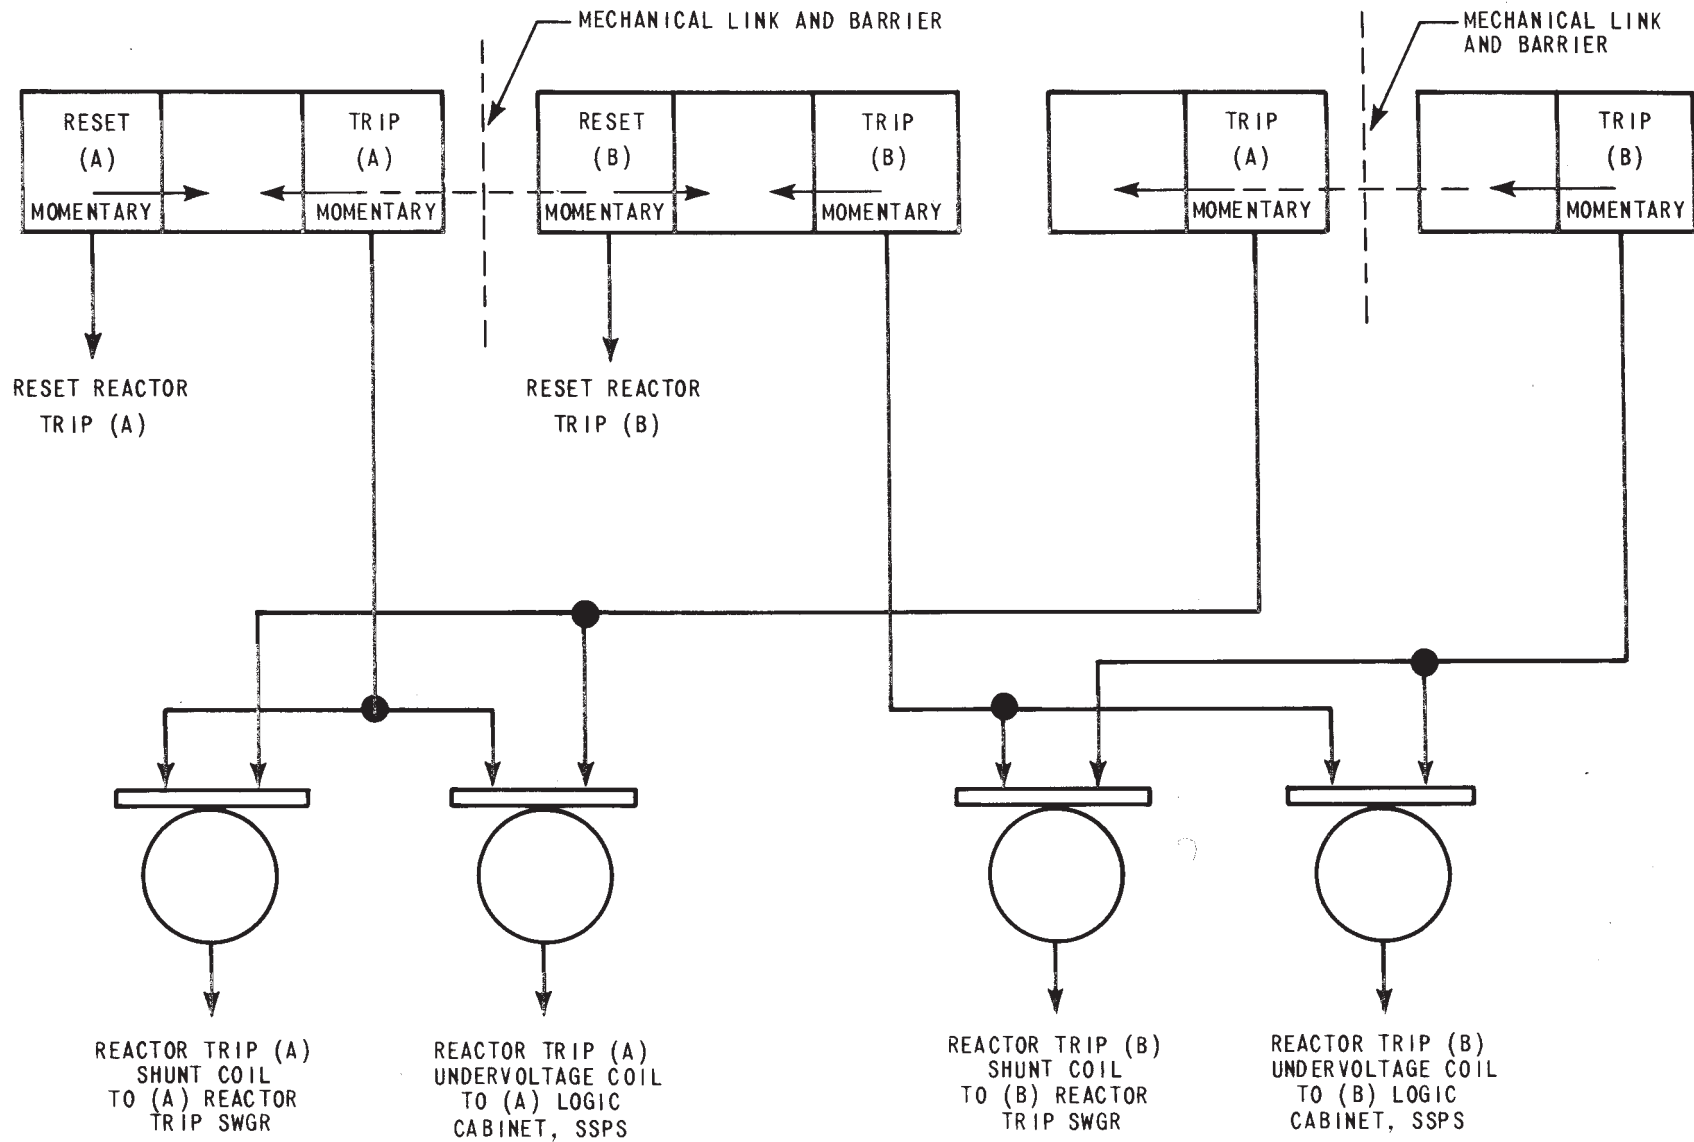 MECHANICAL LINK AND BARRIER
MECHANICAL LINK
AND BARRIER
RESET
(A)
MOMENTARY
TRIP
(A)
MOMENTARY
RESET
(B)
MOMENTARY
TRIP
(B)
MOMENTARY
TRIP
(A)
MOMENTARY
TRIP
(B)
MOMENTARY
RESET REACTOR
TRIP (A)
RESET REACTOR
TRIP (B)
REACTOR TRIP (A)
SHUNT COIL
TO (A) REACTOR
TRIP SWGR
REACTOR TRIP (A)
UNDERVOLTAGE COIL
TO (A) LOGIC
CABINET, SSPS
REACTOR TRIP (B)
SHUNT COIL
TO (B) REACTOR
TRIP SWGR
REACTOR TRIP (B)
UNDERVOLTAGE COIL
TO (B) LOGIC
CABINET, SSPS